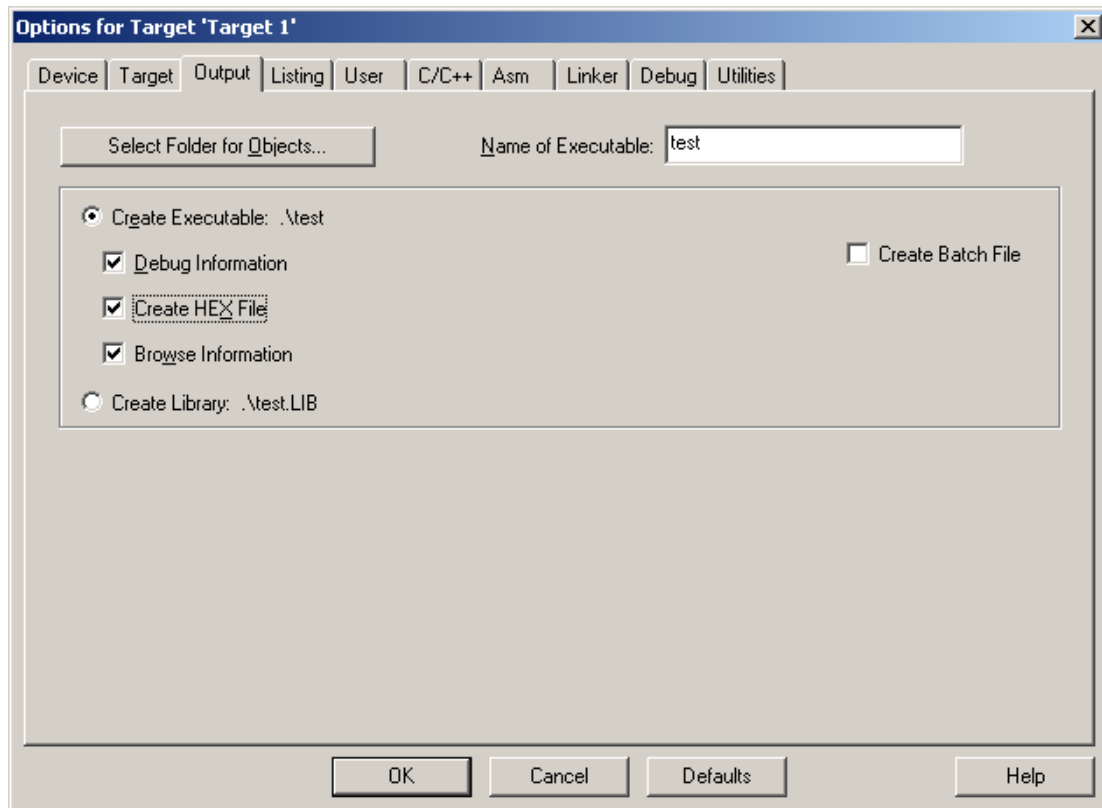 Options for Target 'Target 1'
Device Target Output Listing User C/C++ Asm Linker Debug Utilities
Select Folder for Objects... Name of Executable: test
Create Executable: .\test
Debug Information Create Batch File
Create HEX File
Browse Information
Create Library: .\test.LIB
OK Cancel Defaults Help